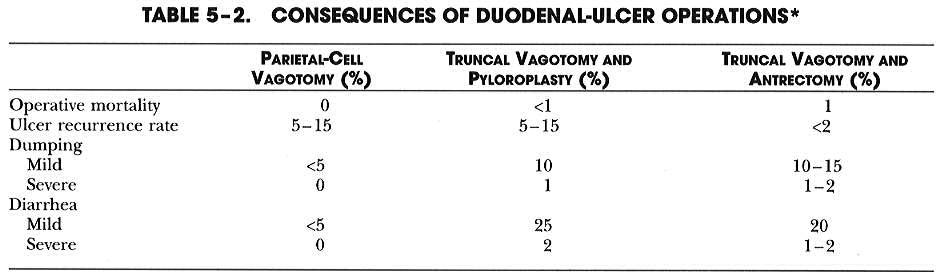 TABLE 5–2. CONSEQUENCES OF DUODENAL-ULCER OPERATIONS*
PARIETAL-CELL VAGOTOMY (%) TRUNCAL VAGOTOMY AND PYLOROPLASTY (%) TRUNCAL VAGOTOMY AND ANTRECTOMY (%)
Operative mortality 0 <1 1
Ulcer recurrence rate 5–15 5–15 <2
Dumping
Mild <5 10 10–15
Severe 0 1 1–2
Diarrhea
Mild <5 25 20
Severe 0 2 1–2